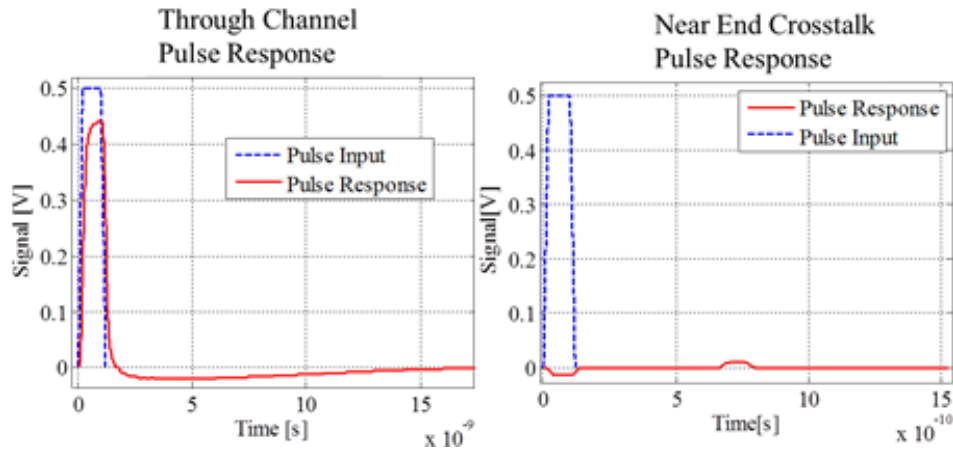 Through Channel
Pulse Response
0.5
0.4
0.3
0.2
0.1
0
Signal [V]
Pulse Input
Pulse Response
0
5
10
15
Time [s]
x 10⁻⁹
Near End Crosstalk
Pulse Response
0.5
0.4
0.3
0.2
0.1
0
Signal[V]
Pulse Response
Pulse Input
0
5
10
15
Time[s]
x 10⁻¹⁰